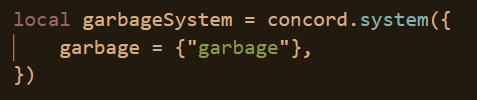 local garbageSystem = concord.system({
    garbage = {"garbage"},
})